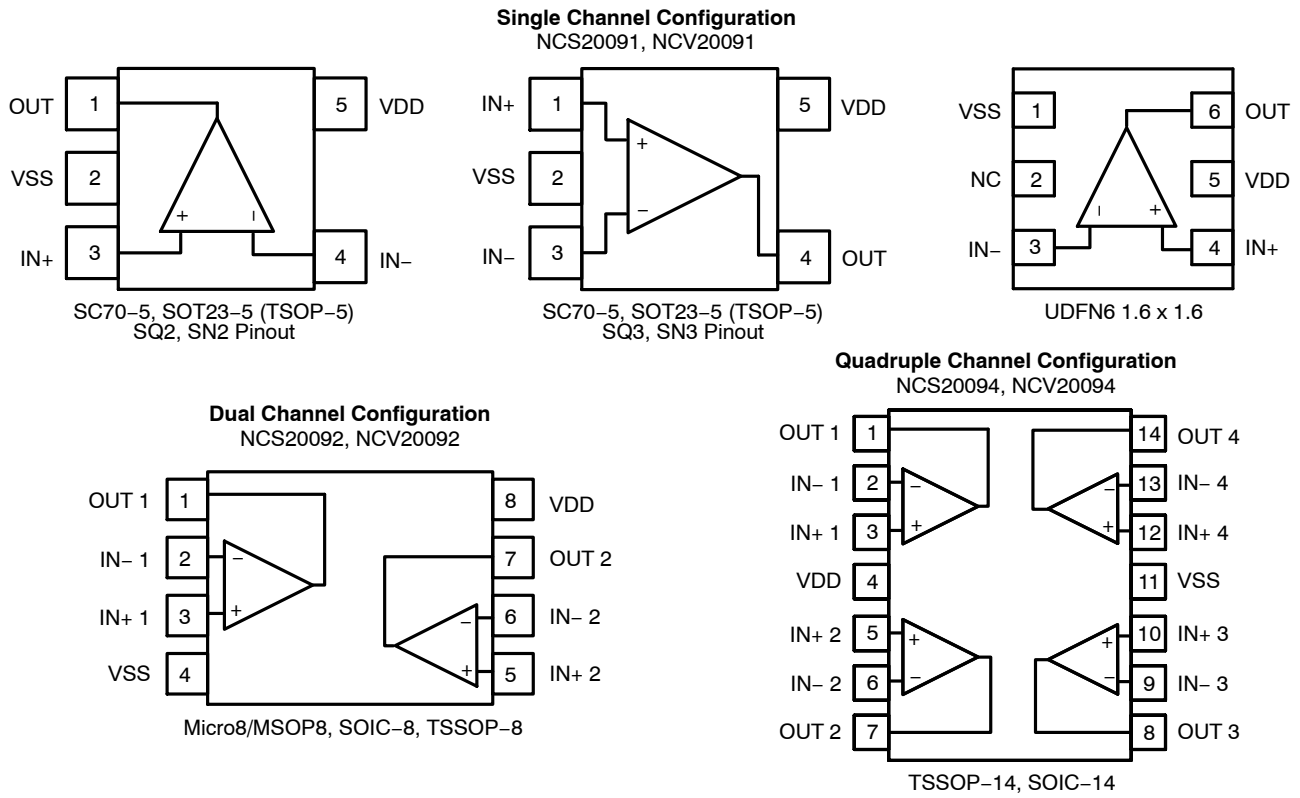 Single Channel Configuration
NCS20091, NCV20091
OUT 1 5 VDD
VSS 2
IN+ 3 4 IN−
+ −
SC70−5, SOT23−5 (TSOP−5)
SQ2, SN2 Pinout
IN+ 1 5 VDD
+
VSS 2
−
IN− 3 4 OUT
SC70−5, SOT23−5 (TSOP−5)
SQ3, SN3 Pinout
VSS 1 6 OUT
NC 2 5 VDD
− +
IN− 3 4 IN+
UDFN6 1.6 x 1.6
Dual Channel Configuration
NCS20092, NCV20092
OUT 1 1 8 VDD
IN− 1 2 − 7 OUT 2
IN+ 1 3 + − 6 IN− 2
VSS 4 + 5 IN+ 2
Micro8/MSOP8, SOIC−8, TSSOP−8
Quadruple Channel Configuration
NCS20094, NCV20094
OUT 1 1 14 OUT 4
IN− 1 2 − − 13 IN− 4
IN+ 1 3 + + 12 IN+ 4
VDD 4 11 VSS
IN+ 2 5 + + 10 IN+ 3
IN− 2 6 − − 9 IN− 3
OUT 2 7 8 OUT 3
TSSOP−14, SOIC−14